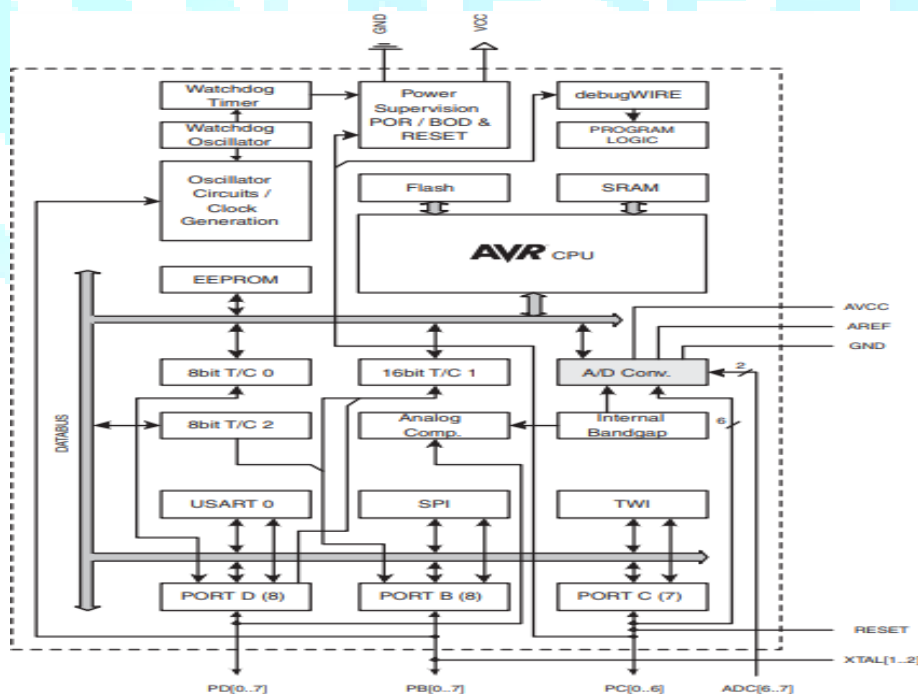 GND
VCC
Watchdog
Timer
Power
Supervision
POR / BOD &
RESET
debugWIRE
Watchdog
Oscillator
PROGRAM
LOGIC
Oscillator
Circuits /
Clock
Generation
Flash
SRAM
AVR CPU
EEPROM
AVCC
AREF
GND
8bit T/C 0
16bit T/C 1
A/D Conv.
2
8bit T/C 2
Analog
Comp.
Internal
Bandgap
6
DATABUS
USART 0
SPI
TWI
PORT D (8)
PORT B (8)
PORT C (7)
RESET
XTAL[1..2]
PD[0..7]
PB[0..7]
PC[0..6]
ADC[6..7]